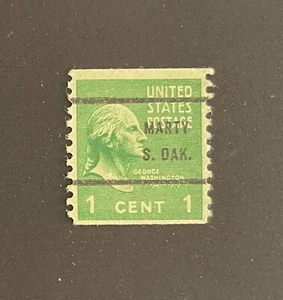 UNITED
STATES
POSTAGE
MARTY
S. DAK.
GEORGE
WASHINGTON
1 CENT 1